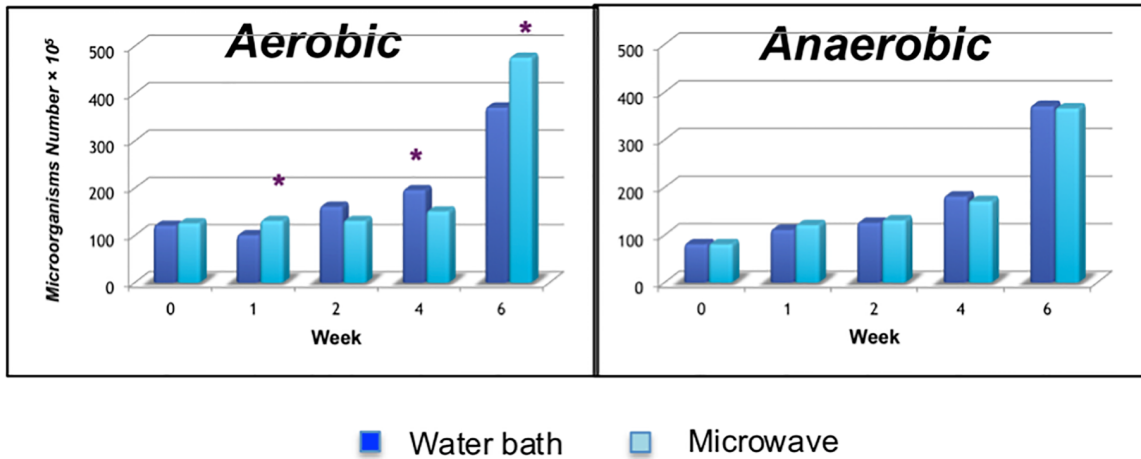 Aerobic
Microorganisms Number × 10⁵
500
400
300
200
100
0
*
*
*
0 1 2 4 6
Week
Anaerobic
500
400
300
200
100
0
0 1 2 4 6
Week
Water bath Microwave